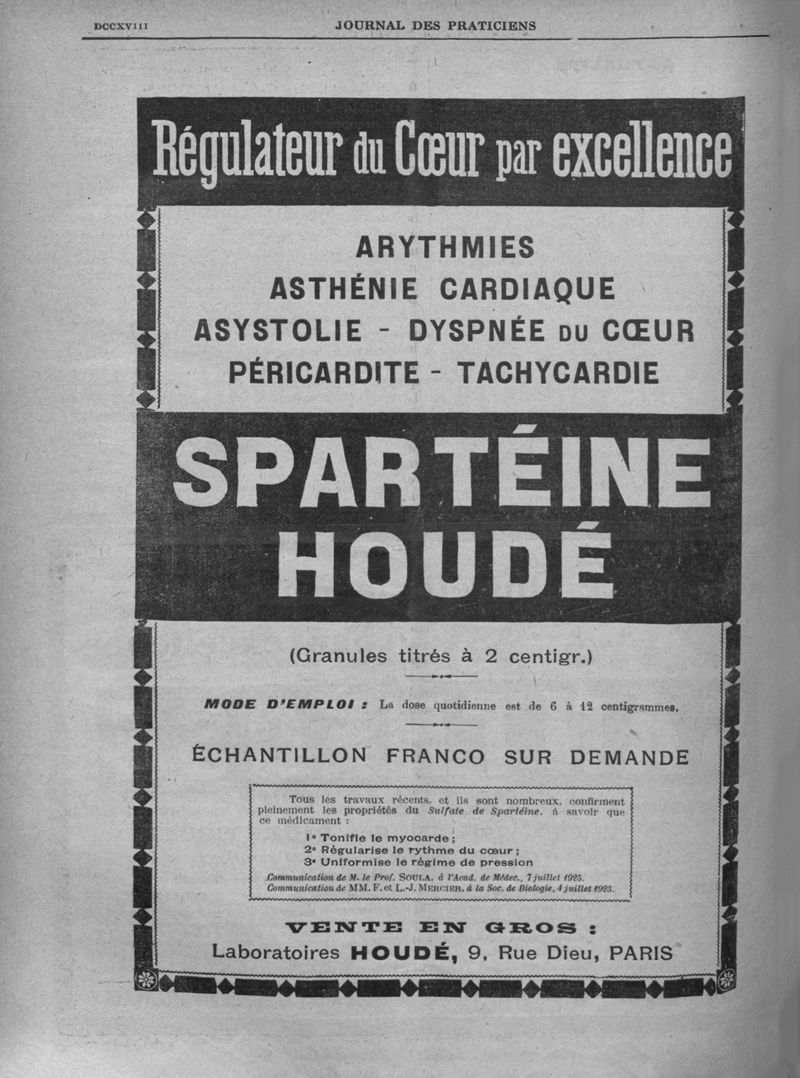 DCCXVIII
JOURNAL DES PRATICIENS
Régulateur du Cœur par excellence
ARYTHMIES
ASTHÉNIE CARDIAQUE
ASYSTOLIE - DYSPNÉE DU CŒUR
PÉRICARDITE - TACHYCARDIE
SPARTÉINE
HOUDÉ
(Granules titrés à 2 centigr.)
MODE D'EMPLOI : La dose quotidienne est de 6 à 12 centigrammes.
ÉCHANTILLON FRANCO SUR DEMANDE
Tous les travaux récents, et ils sont nombreux, confirment
pleinement les propriétés du Sulfate de Spartéine, à savoir que
ce médicament :
1° Tonifie le myocarde ;
2° Régularise le rythme du cœur ;
3° Uniformise le régime de pression
Communication de M. le Prof. SOULA, à l'Acad. de Médec., 7 juillet 1925.
Communication de MM. F. et L.-J. MERCIER, à la Soc. de Biologie, 4 juillet 1925.
VENTE EN GROS :
Laboratoires HOUDÉ, 9, Rue Dieu, PARIS